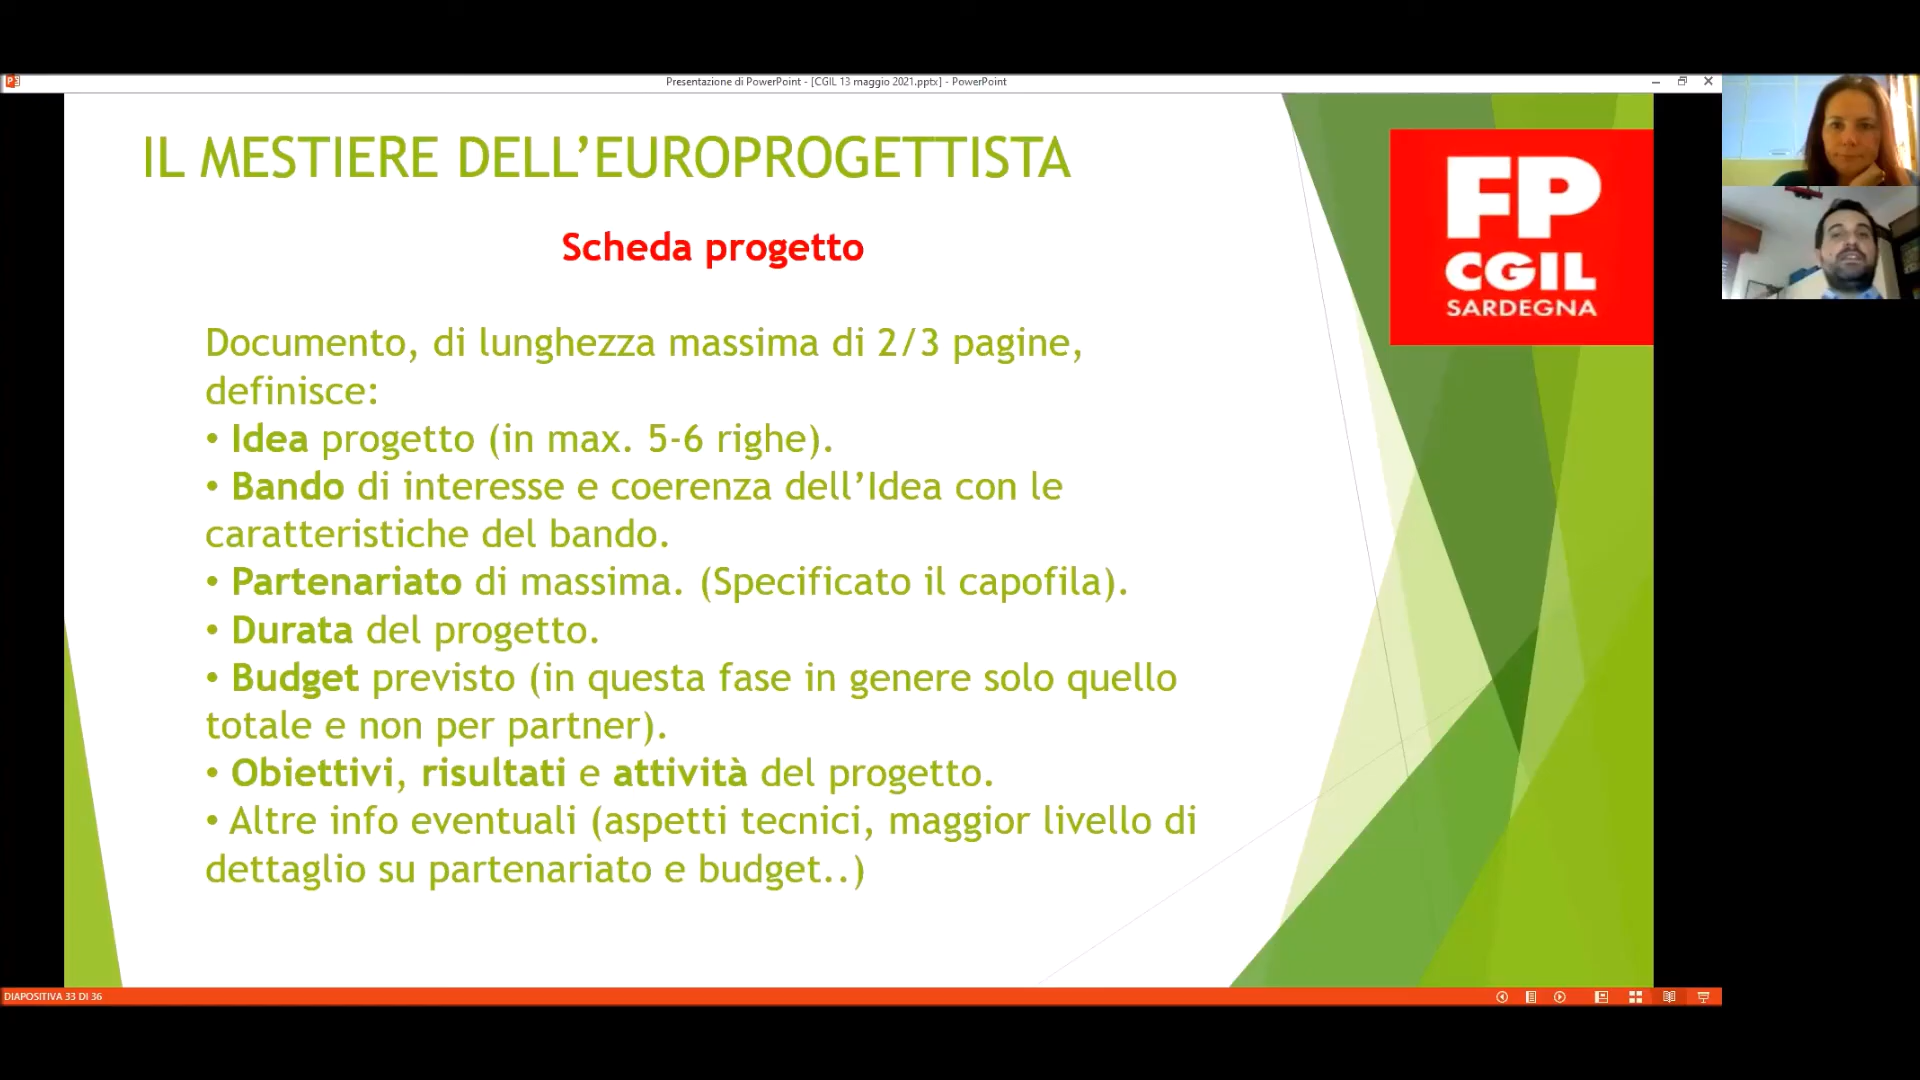 Presentazione di PowerPoint - [CGIL 13 maggio 2021.pptx] - PowerPoint
IL MESTIERE DELL’EUROPROGETTISTA
FP
CGIL
SARDEGNA
Scheda progetto
Documento, di lunghezza massima di 2/3 pagine,
definisce:
• Idea progetto (in max. 5-6 righe).
• Bando di interesse e coerenza dell’Idea con le
caratteristiche del bando.
• Partenariato di massima. (Specificato il capofila).
• Durata del progetto.
• Budget previsto (in questa fase in genere solo quello
totale e non per partner).
• Obiettivi, risultati e attività del progetto.
• Altre info eventuali (aspetti tecnici, maggior livello di
dettaglio su partenariato e budget..)
DIAPOSITIVA 33 DI 36